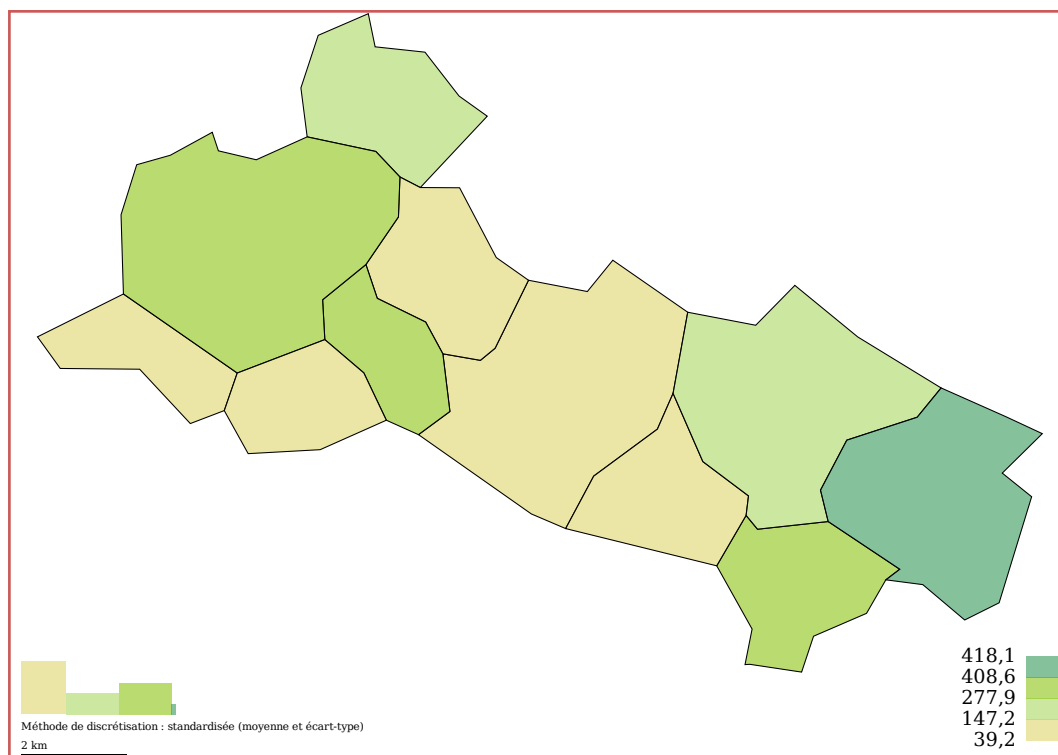 418,1
408,6
277,9
147,2
39,2
Méthode de discrétisation : standardisée (moyenne et écart-type)
2 km